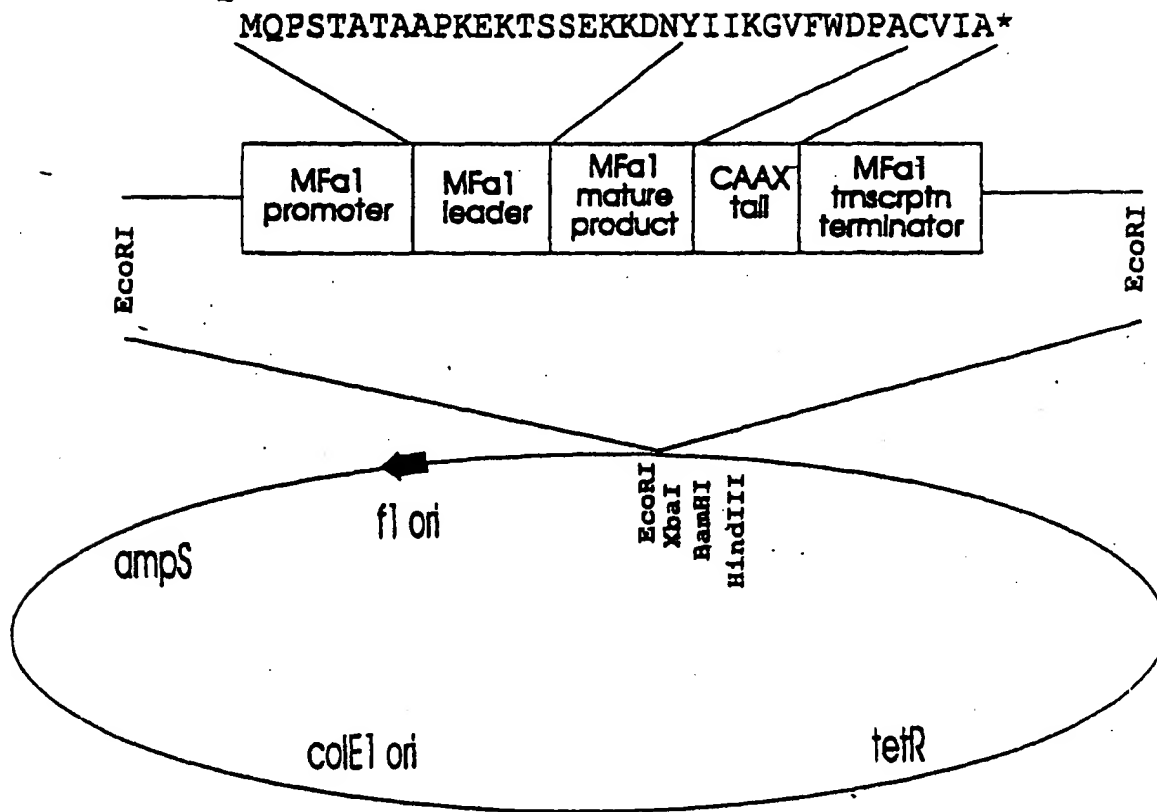 MQPSTATAAPKEKTSSEKKDNYIIKGVFWDPACVIA*
MFa1
promoter
MFa1
leader
MFa1
mature
product
CAAX
tail
MFa1
trnscrptn
terminator
EcoRI
EcoRI
EcoRI
XbaI
BamHI
HindIII
f1 ori
ampS
colE1 ori
tetR